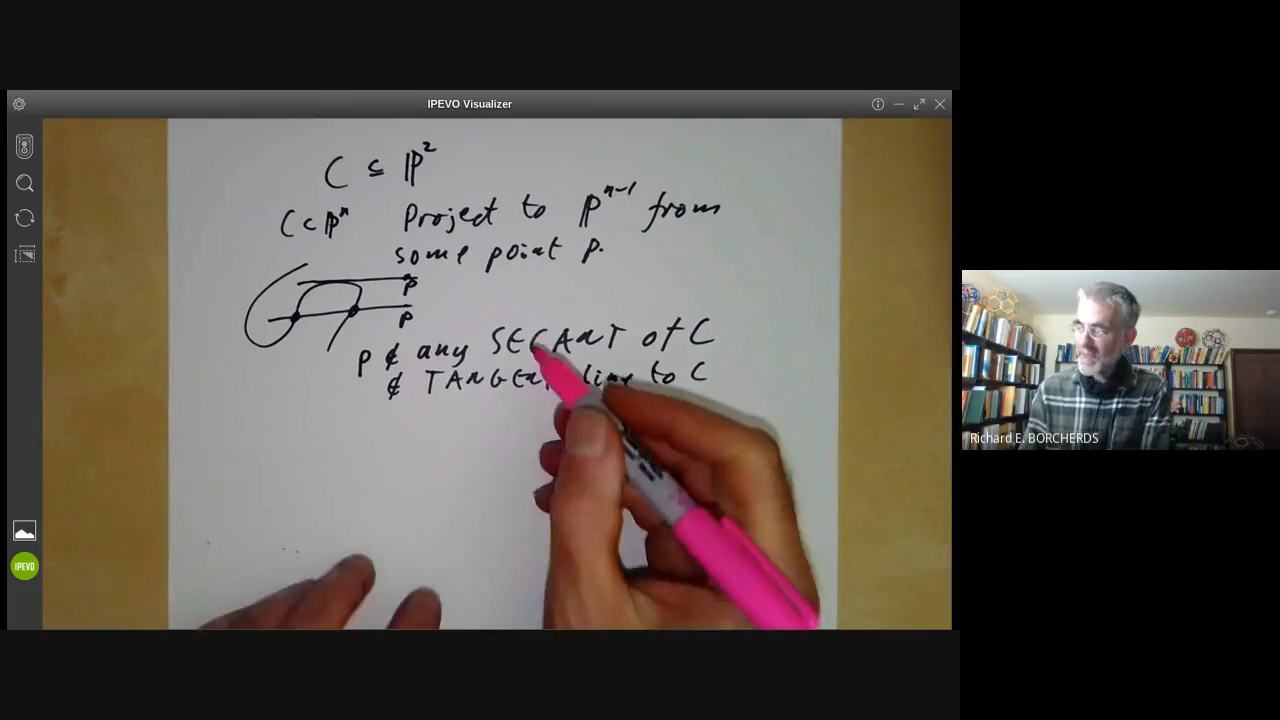 IPEVO Visualizer
C ⊆ ℙ²
C ⊂ ℙⁿ Project to ℙⁿ⁻¹ from
some point p.
p
p
p ∉ any SECANT of C
∉ TANGENT line to C
IPEVO
Richard E. BORCHERDS